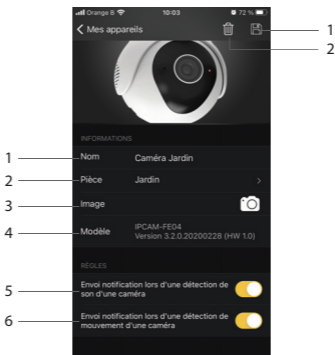 Orange B 10:03 72 %
Mes appareils
1
2
INFORMATIONS
1 Nom Caméra Jardin
2 Pièce Jardin
3 Image
4 Modèle IPCAM-FE04
Version 3.2.0.20200228 (HW 1.0)
RÈGLES
5 Envoi notification lors d'une détection de
son d'une caméra
6 Envoi notification lors d'une détection de
mouvement d'une caméra